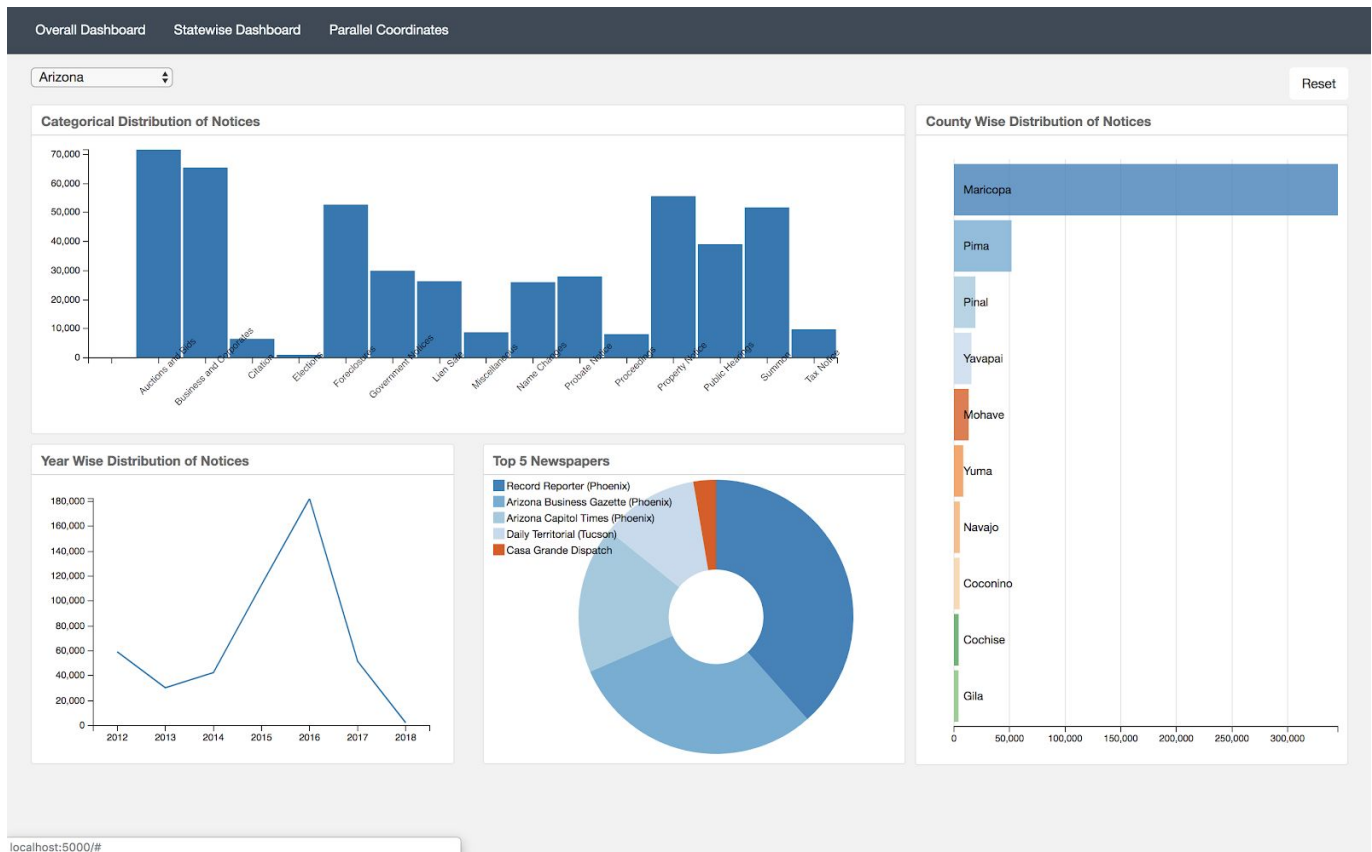 Overall Dashboard Statewise Dashboard Parallel Coordinates
Arizona
Reset
Categorical Distribution of Notices
70,000
60,000
50,000
40,000
30,000
20,000
10,000
0
Auctions and Bids
Business and Corporates
Citation
Elections
Foreclosures
Government Notices
Lien Sale
Miscellaneous
Name Changes
Probate Notice
Proceedings
Property Notice
Public Hearings
Summon
Tax Notice
County Wise Distribution of Notices
Maricopa
Pima
Pinal
Yavapai
Mohave
Yuma
Navajo
Coconino
Cochise
Gila
0 50,000 100,000 150,000 200,000 250,000 300,000
Year Wise Distribution of Notices
180,000
160,000
140,000
120,000
100,000
80,000
60,000
40,000
20,000
0
2012 2013 2014 2015 2016 2017 2018
Top 5 Newspapers
Record Reporter (Phoenix)
Arizona Business Gazette (Phoenix)
Arizona Capitol Times (Phoenix)
Daily Territorial (Tucson)
Casa Grande Dispatch
localhost:5000/#